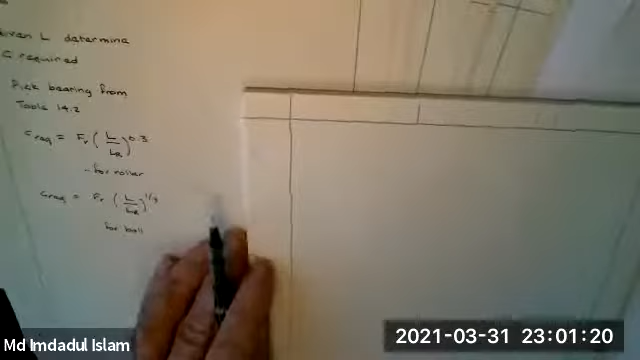 Given L determine
C required
Pick bearing from
Table 14.2
Creq = Fr (L/LR)^0.3
- for roller
Creq = Fr (L/LR)^1/3
for ball
Md Imdadul Islam
2021-03-31 23:01:20